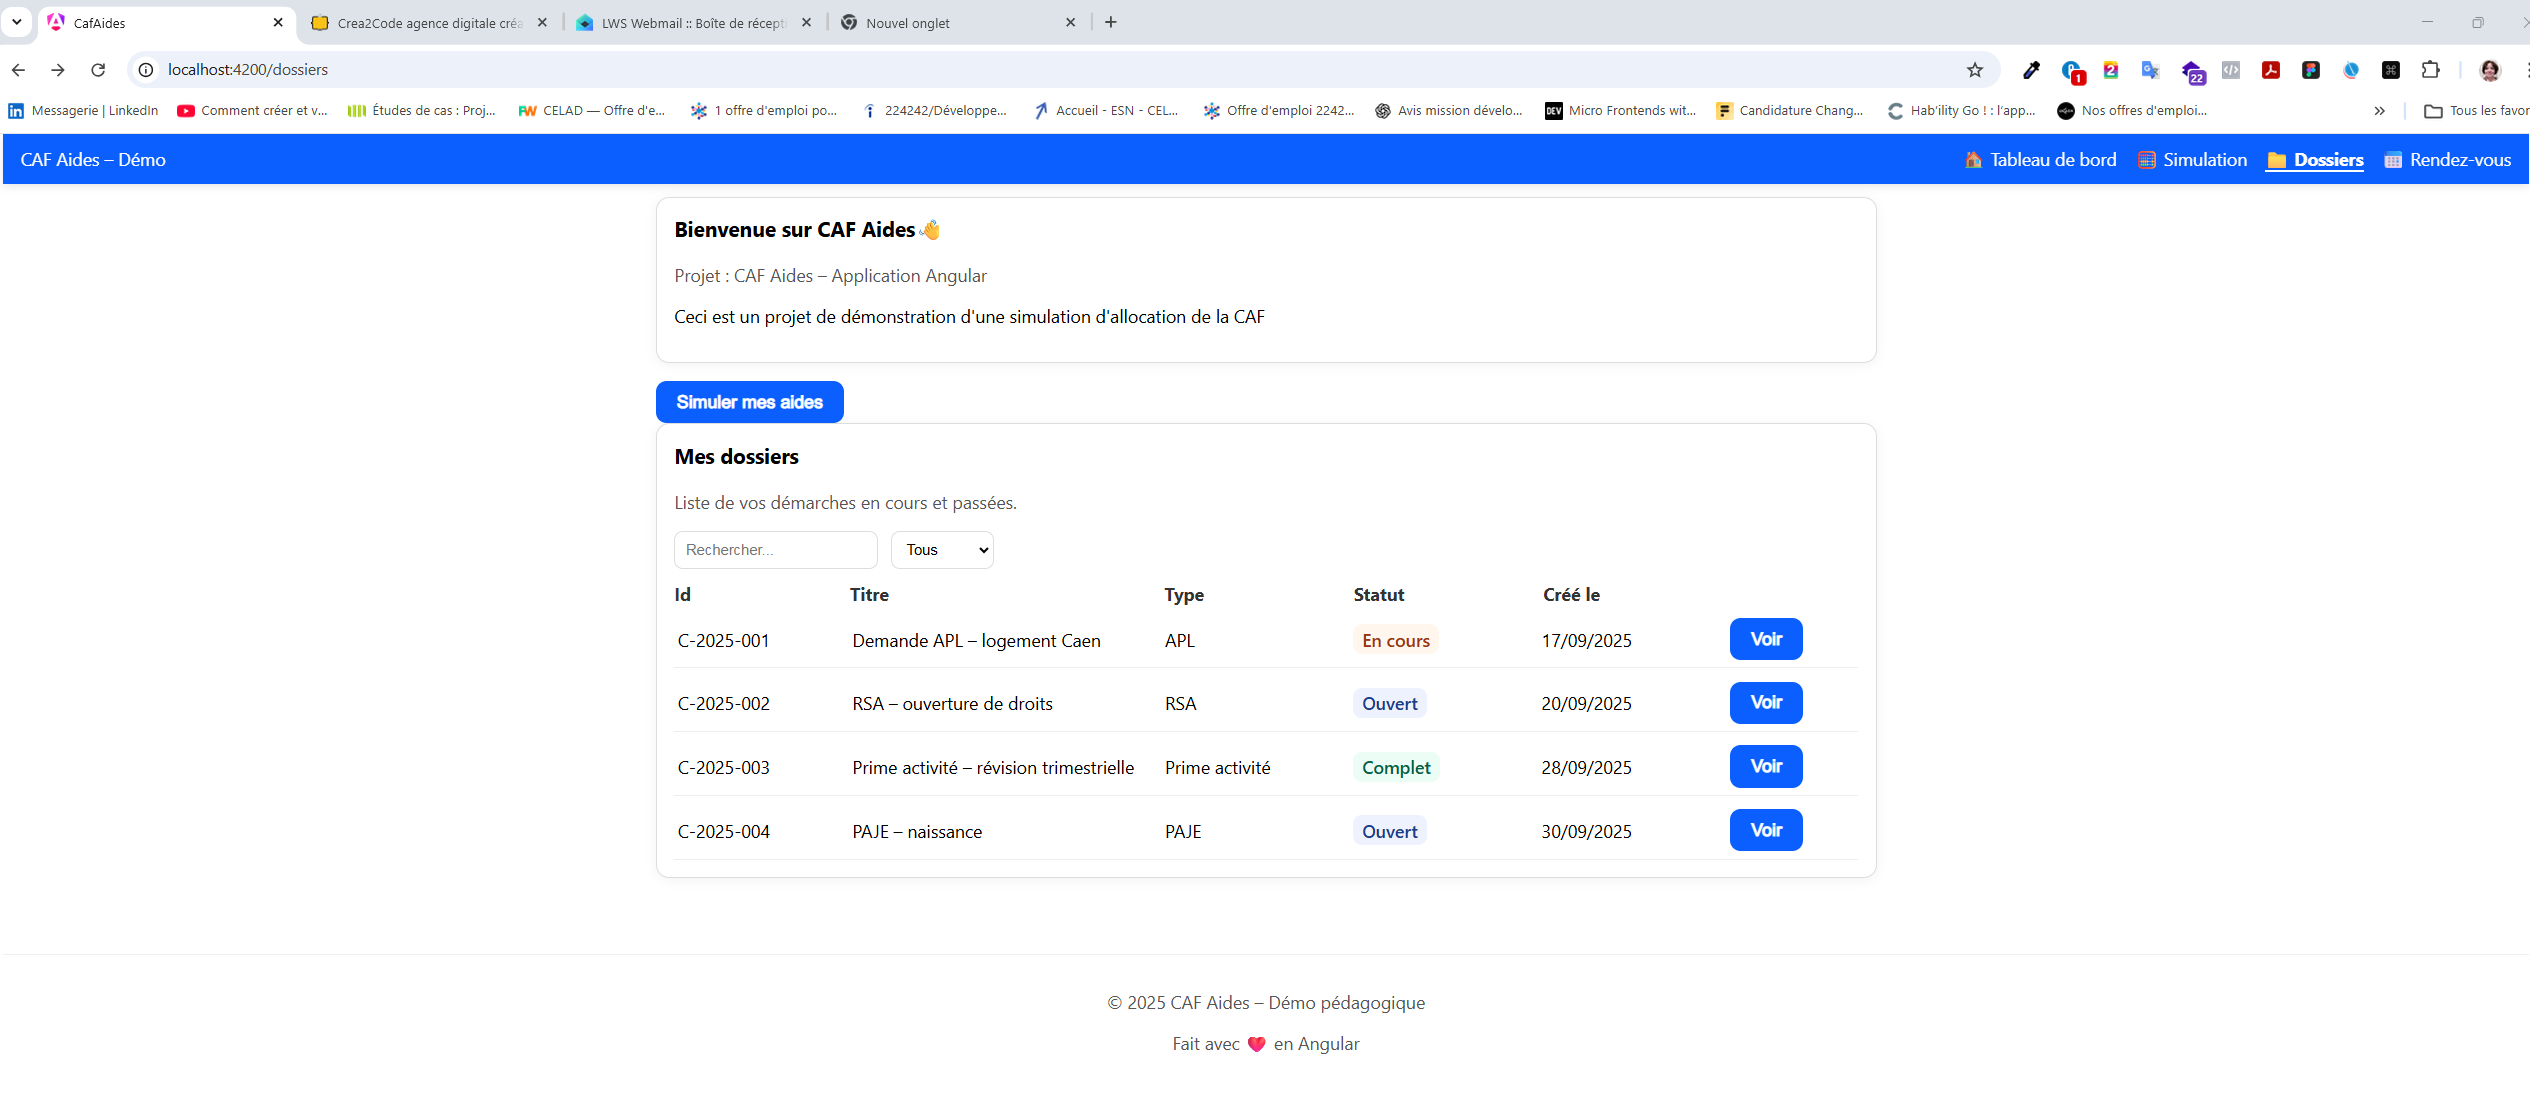 CafAides
Crea2Code agence digitale créa
LWS Webmail :: Boîte de récepti
Nouvel onglet
localhost:4200/dossiers
1
2
22
Messagerie | LinkedIn
Comment créer et v...
Études de cas : Proj...
CELAD — Offre d'e...
1 offre d'emploi po...
224242/Développe...
Accueil - ESN - CEL...
Offre d'emploi 2242...
Avis mission dévelo...
DEV
Micro Frontends wit...
Candidature Chang...
Hab'ility Go ! : l'app...
Nos offres d'emploi...
Tous les favor
CAF Aides – Démo
Tableau de bord
Simulation
Dossiers
Rendez-vous
Bienvenue sur CAF Aides
Projet : CAF Aides – Application Angular
Ceci est un projet de démonstration d'une simulation d'allocation de la CAF
Simuler mes aides
Mes dossiers
Liste de vos démarches en cours et passées.
Rechercher... Tous
Id Titre Type Statut Créé le
C-2025-001 Demande APL – logement Caen APL En cours 17/09/2025 Voir
C-2025-002 RSA – ouverture de droits RSA Ouvert 20/09/2025 Voir
C-2025-003 Prime activité – révision trimestrielle Prime activité Complet 28/09/2025 Voir
C-2025-004 PAJE – naissance PAJE Ouvert 30/09/2025 Voir
© 2025 CAF Aides – Démo pédagogique
Fait avec ❤️ en Angular